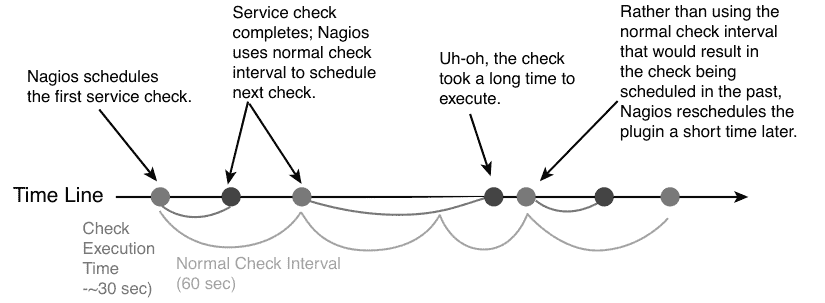 Nagios schedules
the first service check.
Service check
completes; Nagios
uses normal check
interval to schedule
next check.
Uh-oh, the check
took a long time to
execute.
Rather than using the
normal check interval
that would result in
the check being
scheduled in the past,
Nagios reschedules the
plugin a short time later.
Time Line
Check
Execution
Time
-~30 sec)
Normal Check Interval
(60 sec)